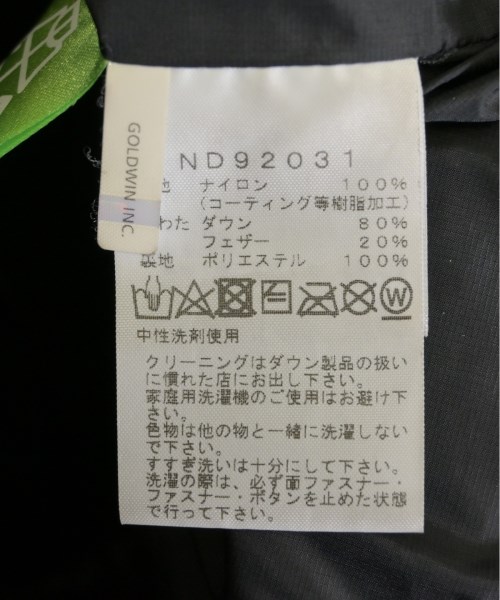 GOLDWIN INC.
ND92031
地 ナイロン 100%
(コーティング等樹脂加工)
わた ダウン 80%
フェザー 20%
裏地 ポリエステル 100%
W
中性洗剤使用
クリーニングはダウン製品の扱い
に慣れた店にお出し下さい。
家庭用洗濯機のご使用はお避け下
さい。
色物は他の物と一緒に洗濯しない
で下さい。
すすぎ洗いは十分にして下さい。
洗濯の際は、必ず面ファスナー・
ファスナー・ボタンを止めた状態
で行って下さい。